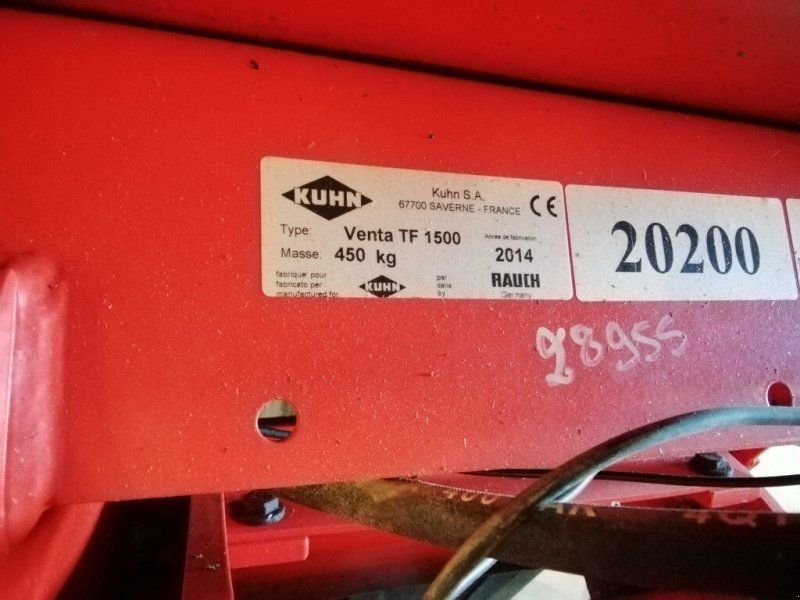 KUHN
Kuhn S.A.
67700 SAVERNE - FRANCE
CE
Type: Venta TF 1500
Année de fabrication
Masse: 450 kg
2014
fabriqué pour
fabricato per
manufactured for
KUHN
par
dalla
by
RAUCH
Germany
20200
28955